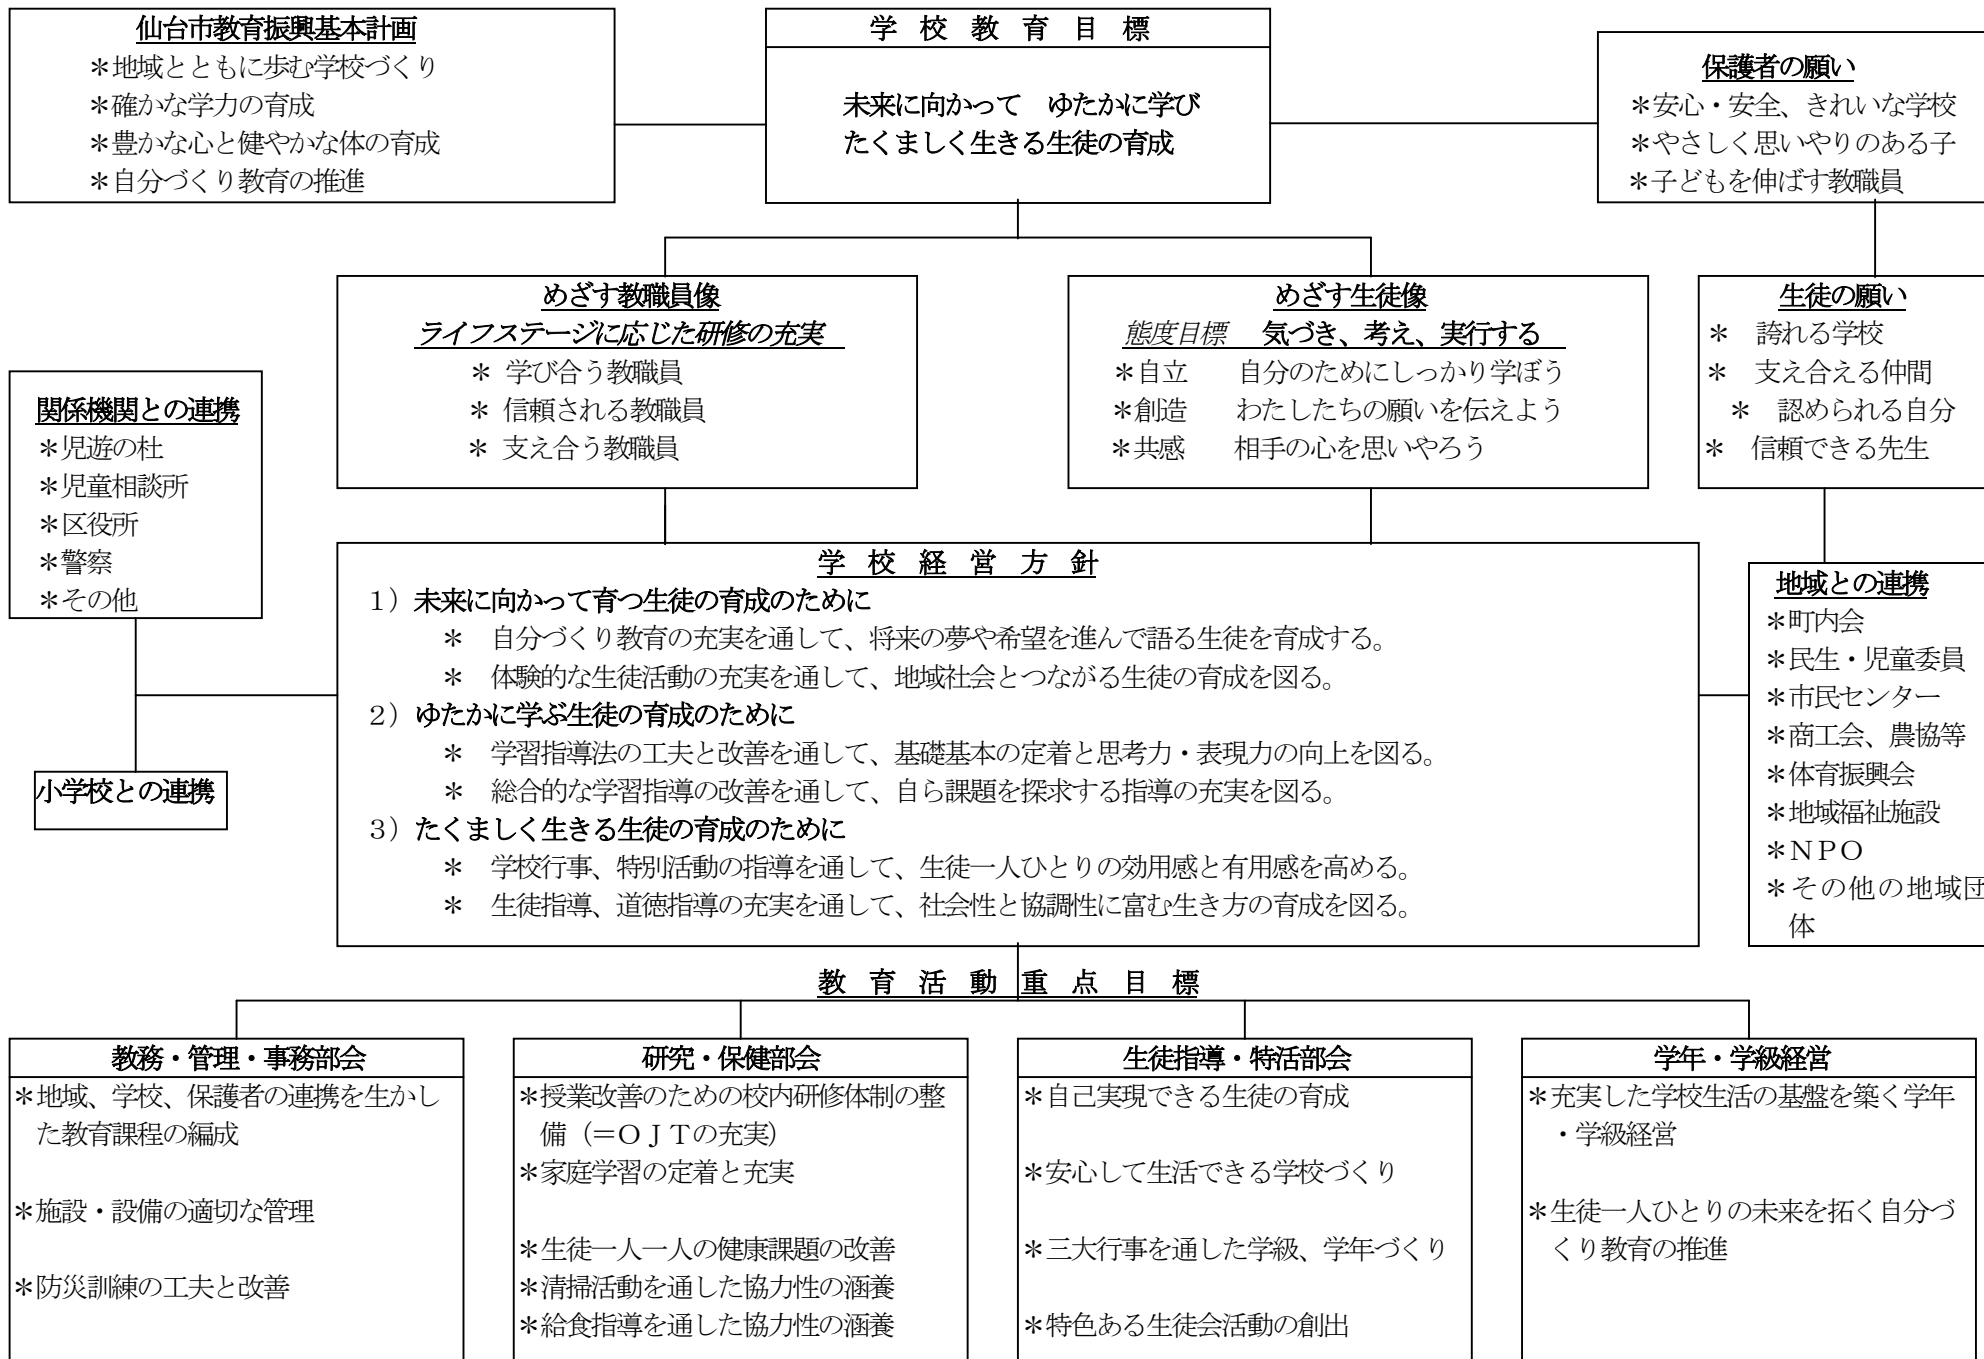 仙台市教育振興基本計画
＊地域とともに歩む学校づくり
＊確かな学力の育成
＊豊かな心と健やかな体の育成
＊自分づくり教育の推進
学 校 教 育 目 標
未来に向かって　ゆたかに学び
たくましく生きる生徒の育成
保護者の願い
＊安心・安全、きれいな学校
＊やさしく思いやりのある子
＊子どもを伸ばす教職員
めざす教職員像
ライフステージに応じた研修の充実
＊ 学び合う教職員
＊ 信頼される教職員
＊ 支え合う教職員
めざす生徒像
態度目標　気づき、考え、実行する
＊自立　　自分のためにしっかり学ぼう
＊創造　　わたしたちの願いを伝えよう
＊共感　　相手の心を思いやろう
生徒の願い
＊　誇れる学校
＊　支え合える仲間
＊　認められる自分
＊　信頼できる先生
関係機関との連携
＊児遊の杜
＊児童相談所
＊区役所
＊警察
＊その他
小学校との連携
学 校 経 営 方 針
１）未来に向かって育つ生徒の育成のために
＊　自分づくり教育の充実を通して、将来の夢や希望を進んで語る生徒を育成する。
＊　体験的な生徒活動の充実を通して、地域社会とつながる生徒の育成を図る。
２）ゆたかに学ぶ生徒の育成のために
＊　学習指導法の工夫と改善を通して、基礎基本の定着と思考力・表現力の向上を図る。
＊　総合的な学習指導の改善を通して、自ら課題を探求する指導の充実を図る。
３）たくましく生きる生徒の育成のために
＊　学校行事、特別活動の指導を通して、生徒一人ひとりの効用感と有用感を高める。
＊　生徒指導、道徳指導の充実を通して、社会性と協調性に富む生き方の育成を図る。
地域との連携
＊町内会
＊民生・児童委員
＊市民センター
＊商工会、農協等
＊体育振興会
＊地域福祉施設
＊ＮＰＯ
＊その他の地域団
体
教 育 活 動 重 点 目 標
教務・管理・事務部会
＊地域、学校、保護者の連携を生かし
た教育課程の編成
＊施設・設備の適切な管理
＊防災訓練の工夫と改善
研究・保健部会
＊授業改善のための校内研修体制の整
備（＝ＯＪＴの充実）
＊家庭学習の定着と充実
＊生徒一人一人の健康課題の改善
＊清掃活動を通した協力性の涵養
＊給食指導を通した協力性の涵養
生徒指導・特活部会
＊自己実現できる生徒の育成
＊安心して生活できる学校づくり
＊三大行事を通した学級、学年づくり
＊特色ある生徒会活動の創出
学年・学級経営
＊充実した学校生活の基盤を築く学年
・学級経営
＊生徒一人ひとりの未来を拓く自分づ
くり教育の推進